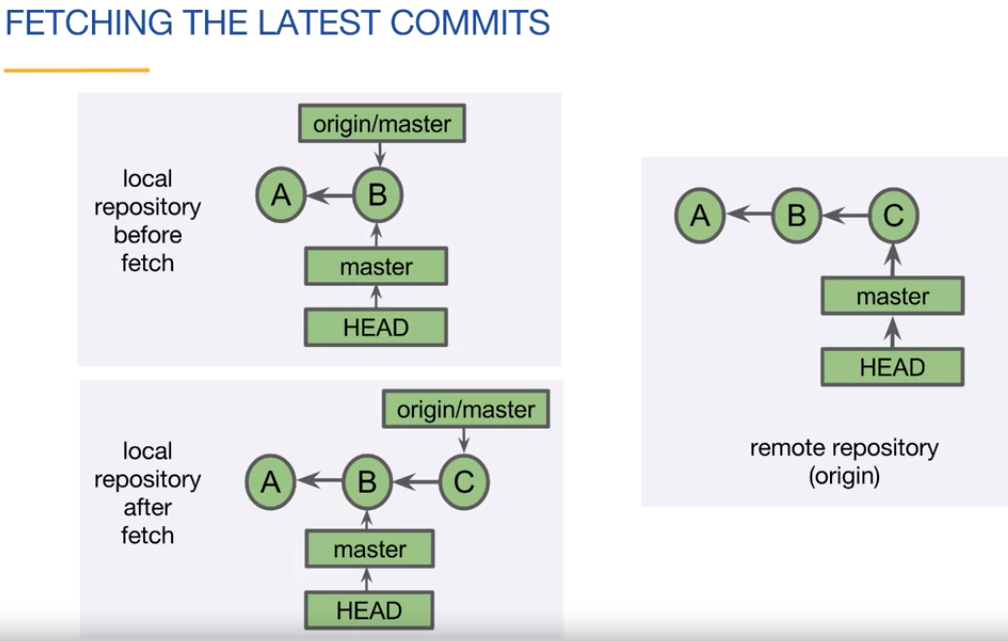 FETCHING THE LATEST COMMITS
local
repository
before
fetch
origin/master
A
B
master
HEAD
local
repository
after
fetch
origin/master
A
B
C
master
HEAD
A
B
C
master
HEAD
remote repository
(origin)